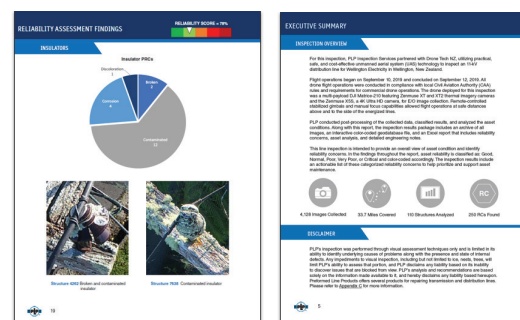 RELIABILITY ASSESSMENT FINDINGS
RELIABILITY SCORE = 79%
INSULATORS
Insulator PRCs
Broken
2
Contaminated
Structure 6262 Broken and contaminated
insulator
Structure 7626 Contaminated insulator
19
EXECUTIVE SUMMARY
INSPECTION OVERVIEW
For this inspection, PLP Inspection Services partnered with Drone Tech NZ, utilizing practical,
safe, and cost-effective unmanned aerial system (UAS) technology to inspect an 11-kV
distribution line for Wellington Electricity in Wellington, New Zealand.
Flight operations began on September 10, 2019 and concluded on September 12, 2019. All
drone flight operations were conducted in compliance with local Civil Aviation Authority (CAA)
rules and requirements for commercial drone operations. The drone deployed for this inspection
was a multi-payload DJI Matrice 210 featuring Zenmuse XT and XT2 thermal imagery cameras
and the Zenmuse X5S, a 4K Ultra HD camera, for E/O image collection. Remote-controlled
stabilized gimbals and manual focus capabilities allowed flight operations at safe distances
above and to the side of the energized lines.
PLP conducted post-processing of the collected data, classified results, and analyzed the asset
conditions. Along with this report, the inspection results package includes an archive of all
images, an interactive color-coded geodatabase file, and an Excel report that includes reliability
concerns, asset analysis, and detailed engineering notes.
This line inspection is intended to provide an overall view of asset condition and identify
reliability concerns. In the findings throughout the report, asset reliability is classified as: Good,
Normal, Poor, Very Poor, or Critical and color-coded accordingly. The inspection results include
an actionable list of these categorized reliability concerns to help prioritize and support asset
maintenance.
RC
4,128 Images Collected
33.7 Miles Covered
110 Structures Analyzed
250 RCs Found
DISCLAIMER
PLP's inspection was performed through visual assessment techniques only and is limited in its
ability to identify underlying causes of problems along with the presence and state of internal
defects. Any impediments to visual inspection, including but not limited to ice, nests, trees, will
limit PLP's ability to assess that portion, and PLP disclaims any liability based on its inability
to discover issues that are blocked from view. PLP's analysis and recommendations are based
solely on the information made available to it, and hereby disclaims any liability based hereupon.
Preformed Line Products offers several products for repairing transmission and distribution lines.
Please refer to Appendix C for more information.
5